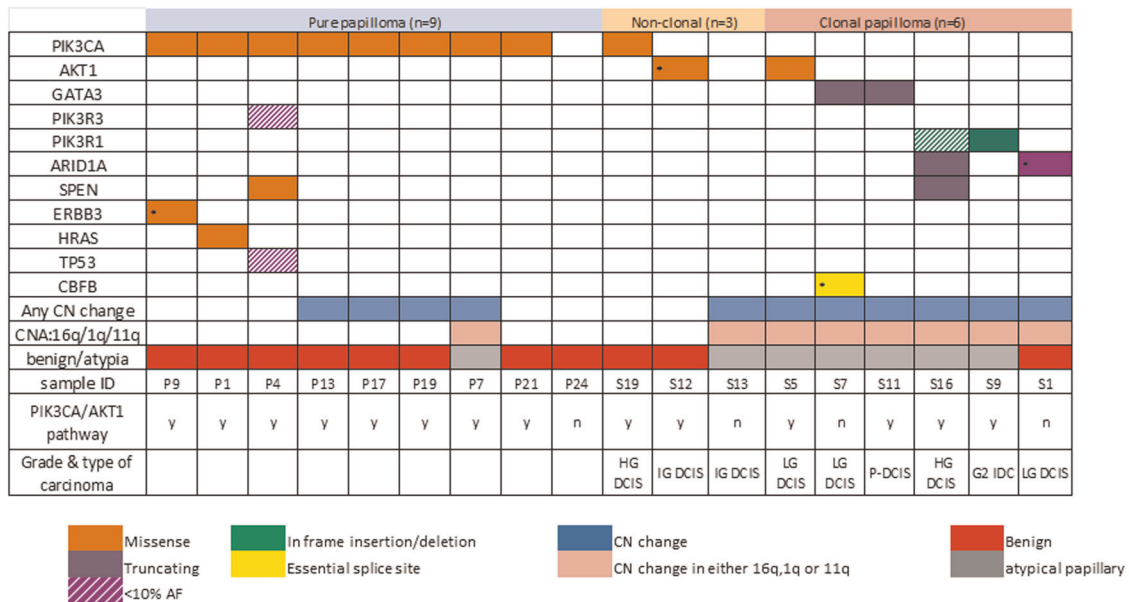 Pure papilloma (n=9) Non-clonal (n=3) Clonal papilloma (n=6)
PIK3CA
AKT1 *
GATA3
PIK3R3
PIK3R1
ARID1A *
SPEN
ERBB3 *
HRAS
TP53
CBFB *
Any CN change
CNA:16q/1q/11q
benign/atypia
sample ID P9 P1 P4 P13 P17 P19 P7 P21 P24 S19 S12 S13 S5 S7 S11 S16 S9 S1
PIK3CA/AKT1
pathway y y y y y y y y n y y n y n y y y n
Grade & type of
carcinoma HG DCIS IG DCIS IG DCIS LG DCIS LG DCIS P-DCIS HG DCIS G2 IDC LG DCIS
Missense In frame insertion/deletion CN change Benign
Truncating Essential splice site CN change in either 16q,1q or 11q atypical papillary
<10% AF